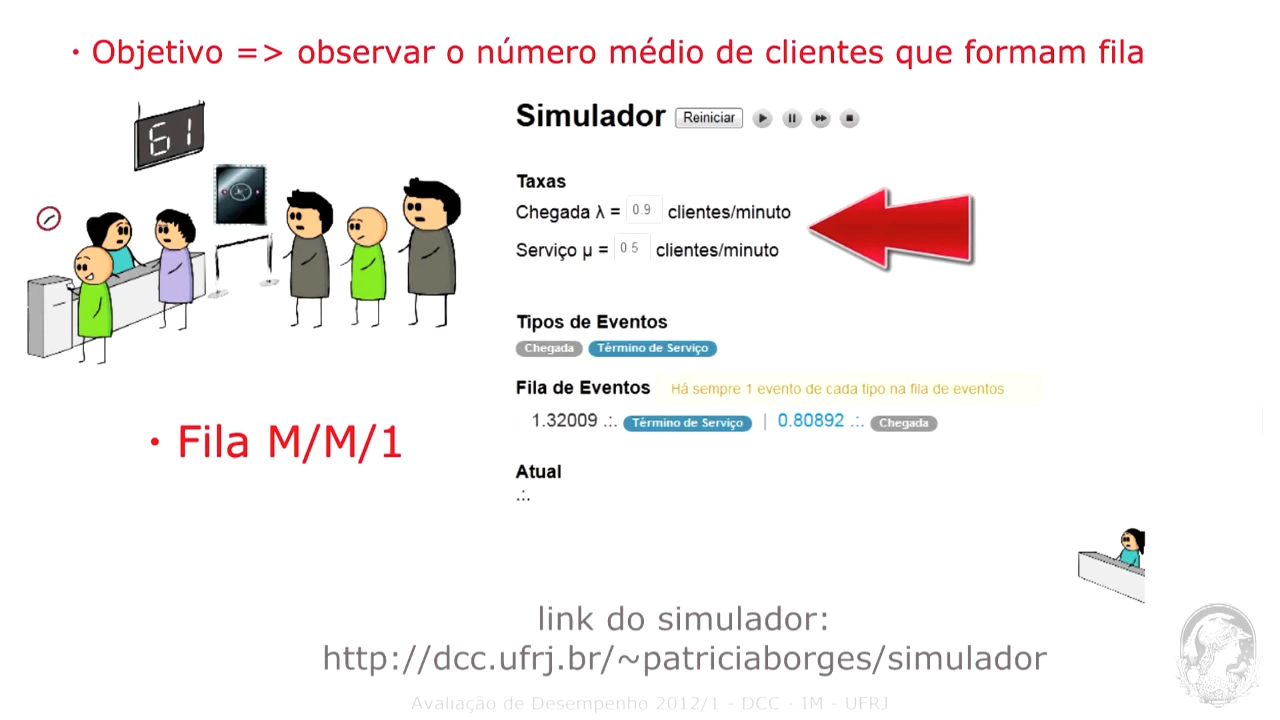 · Objetivo => observar o número médio de clientes que formam fila
61
Simulador Reiniciar
Taxas
Chegada λ = 0.9 clientes/minuto
Serviço μ = 0.5 clientes/minuto
Tipos de Eventos
Chegada Término de Serviço
Fila de Eventos Há sempre 1 evento de cada tipo na fila de eventos
1.32009 .:. Término de Serviço | 0.80892 .:. Chegada
· Fila M/M/1
Atual
.:.
link do simulador:
http://dcc.ufrj.br/~patriciaborges/simulador
Avaliação de Desempenho 2012/1 - DCC - IM - UFRJ